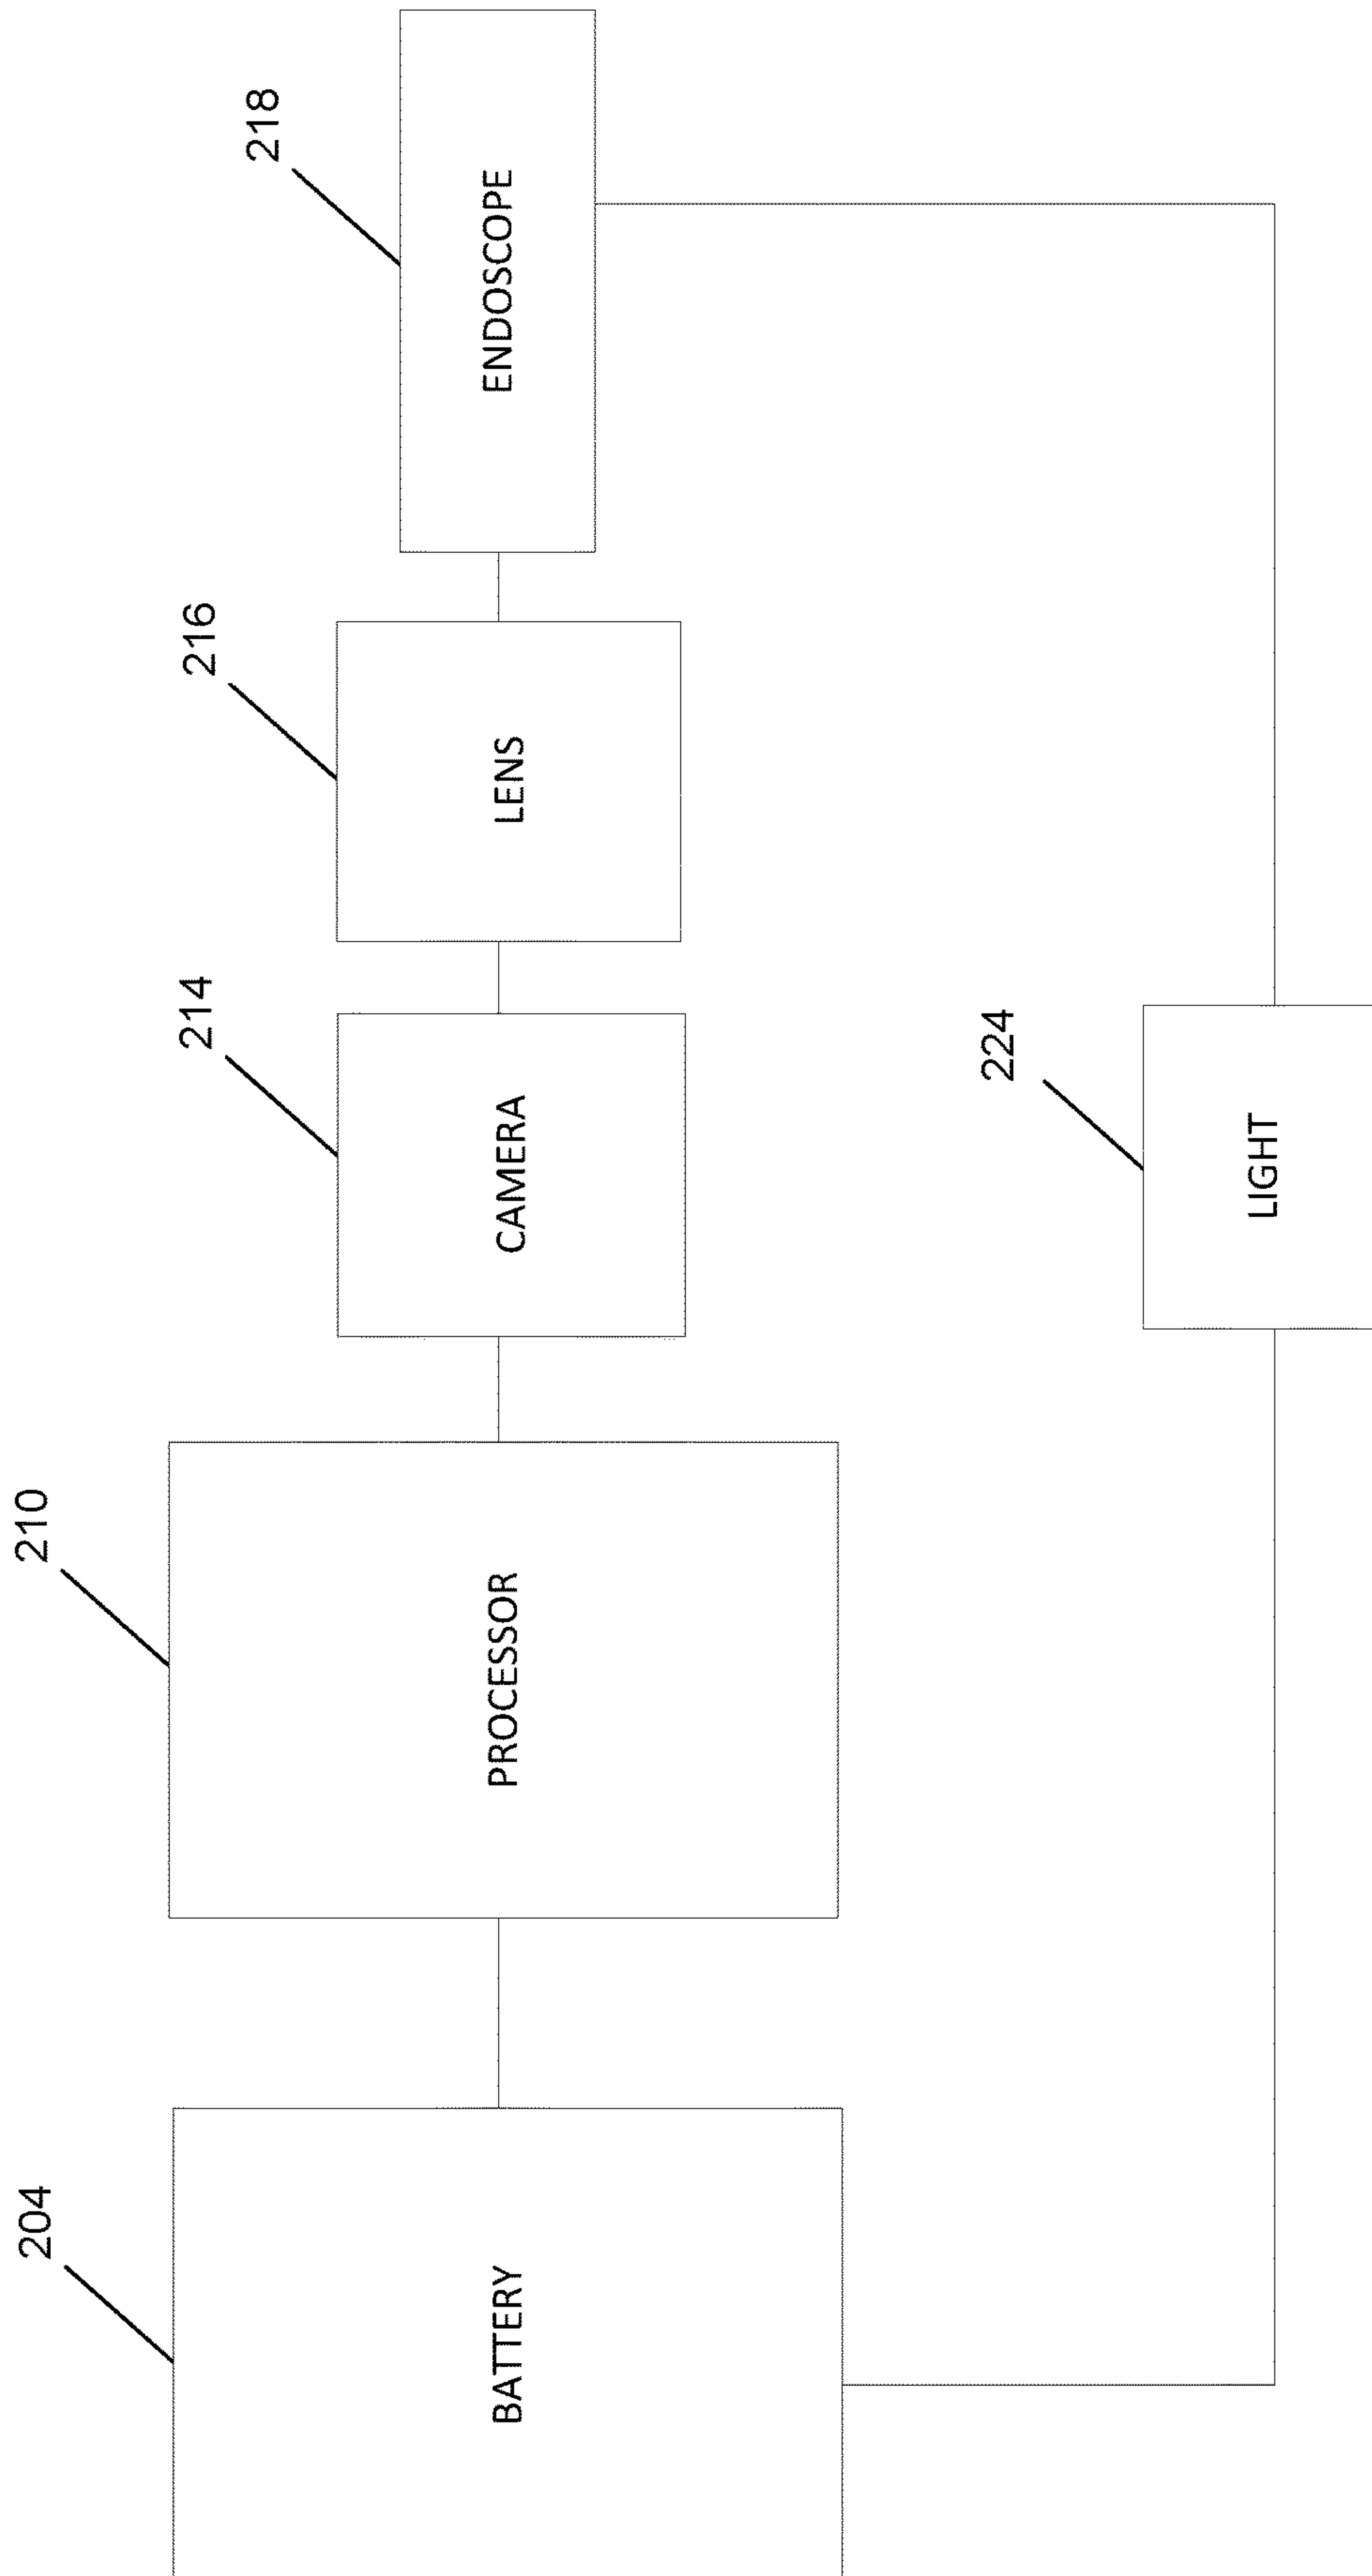 204
BATTERY
210
PROCESSOR
214
CAMERA
216
LENS
218
ENDOSCOPE
224
LIGHT